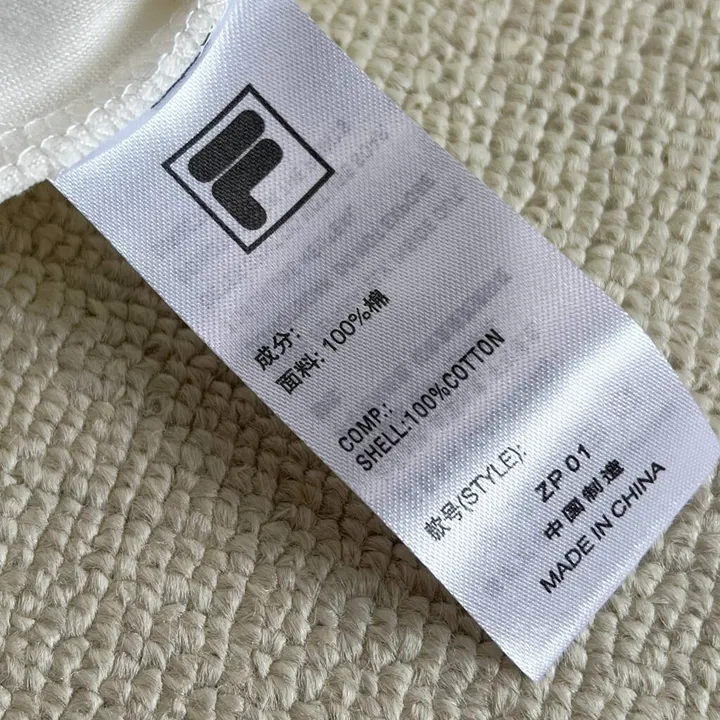 成分:
面料: 100%棉
COMP.:
SHELL:100%COTTON
款号(STYLE):
ZP 01
中国制造
MADE IN CHINA